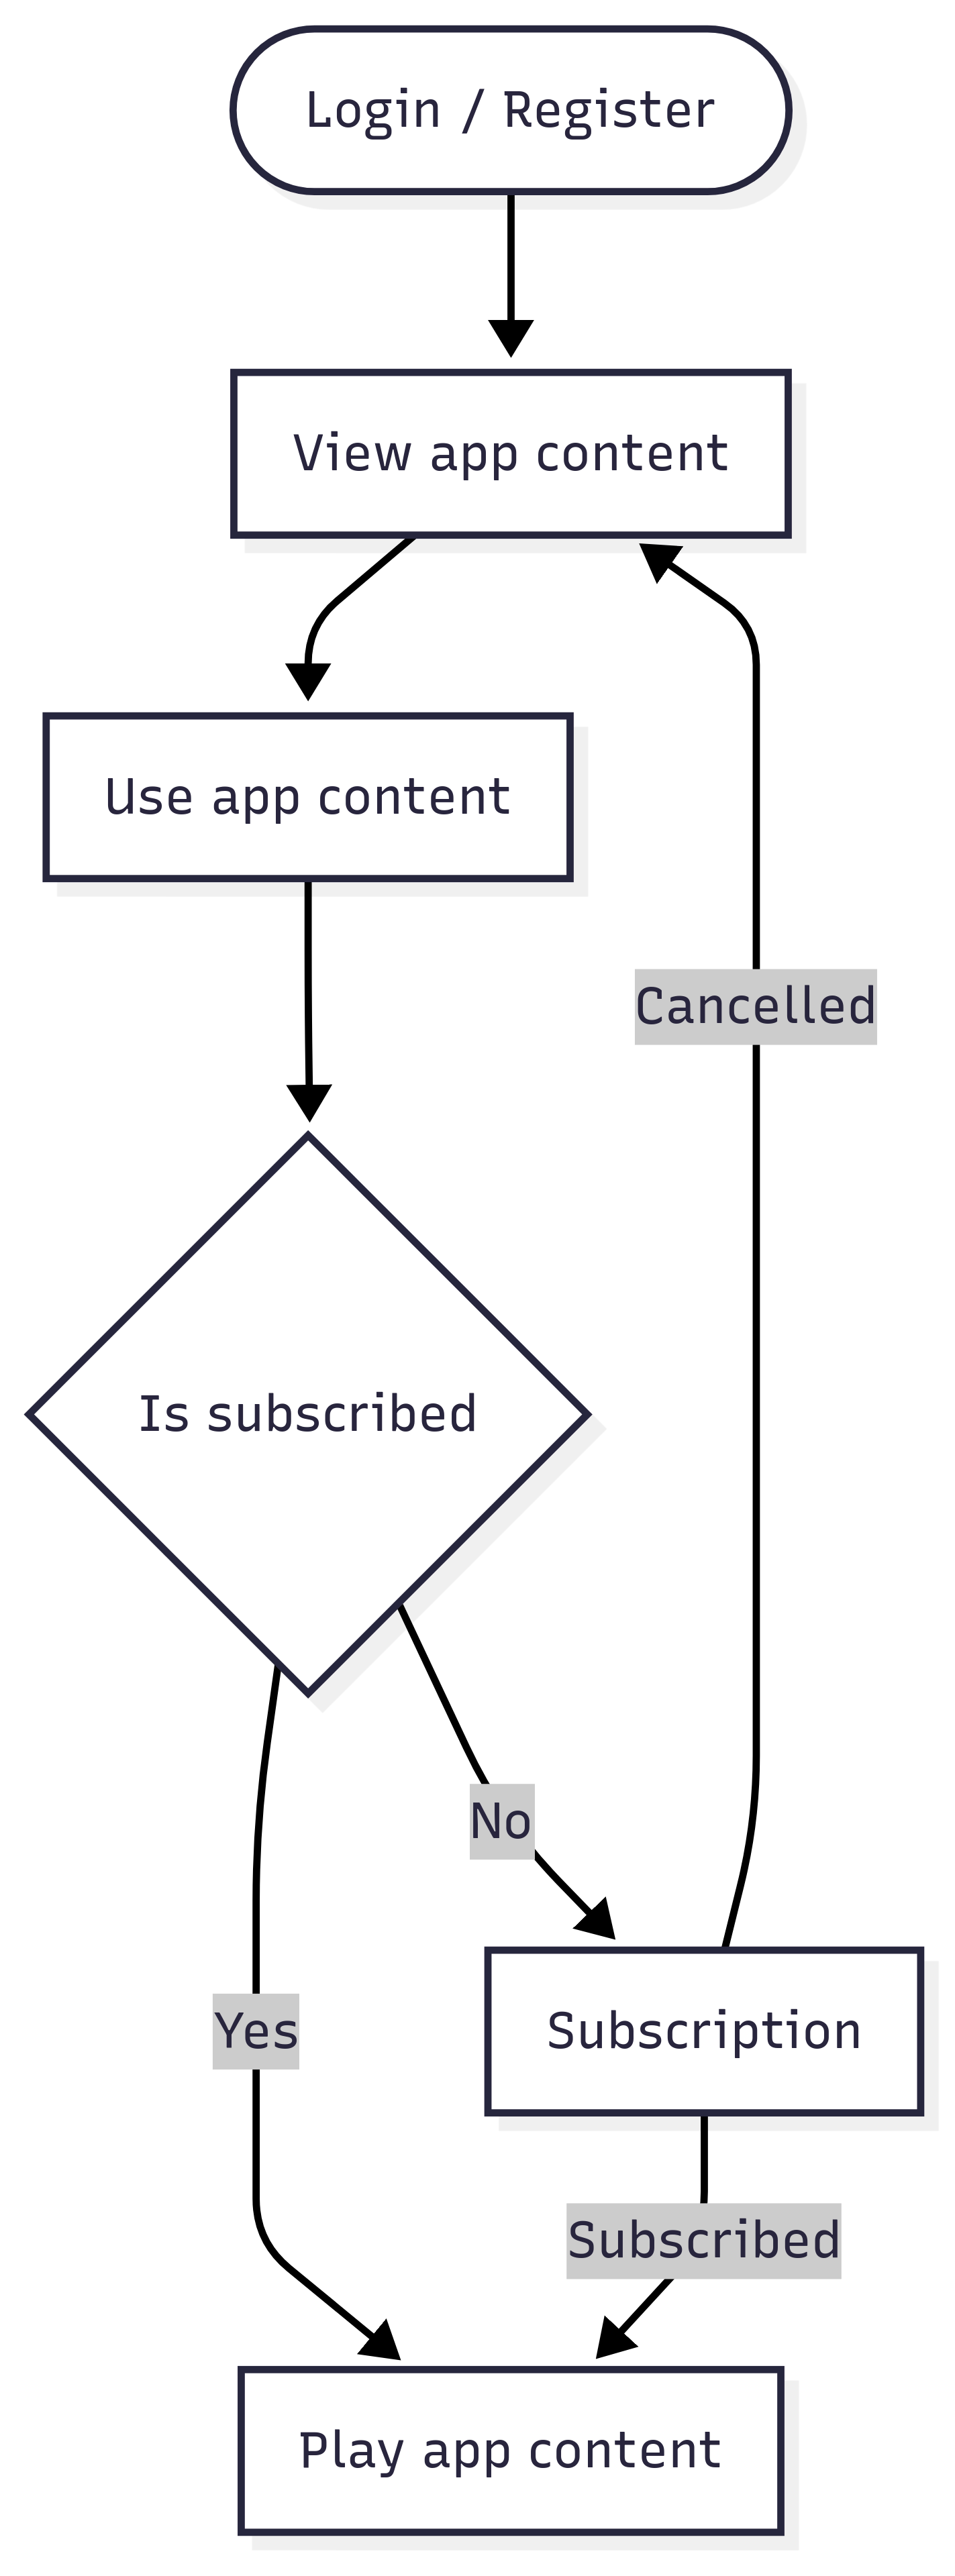 Login / Register
View app content
Use app content
Cancelled
Is subscribed
No
Yes
Subscription
Subscribed
Play app content